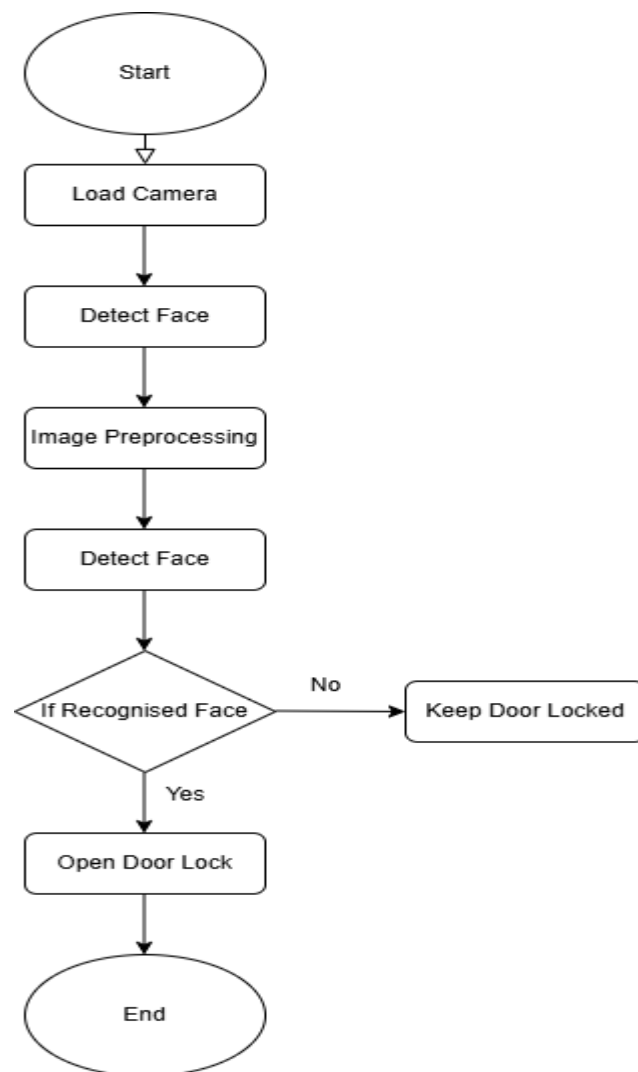 Start
Load Camera
Detect Face
Image Preprocessing
Detect Face
If Recognised Face
No
Keep Door Locked
Yes
Open Door Lock
End